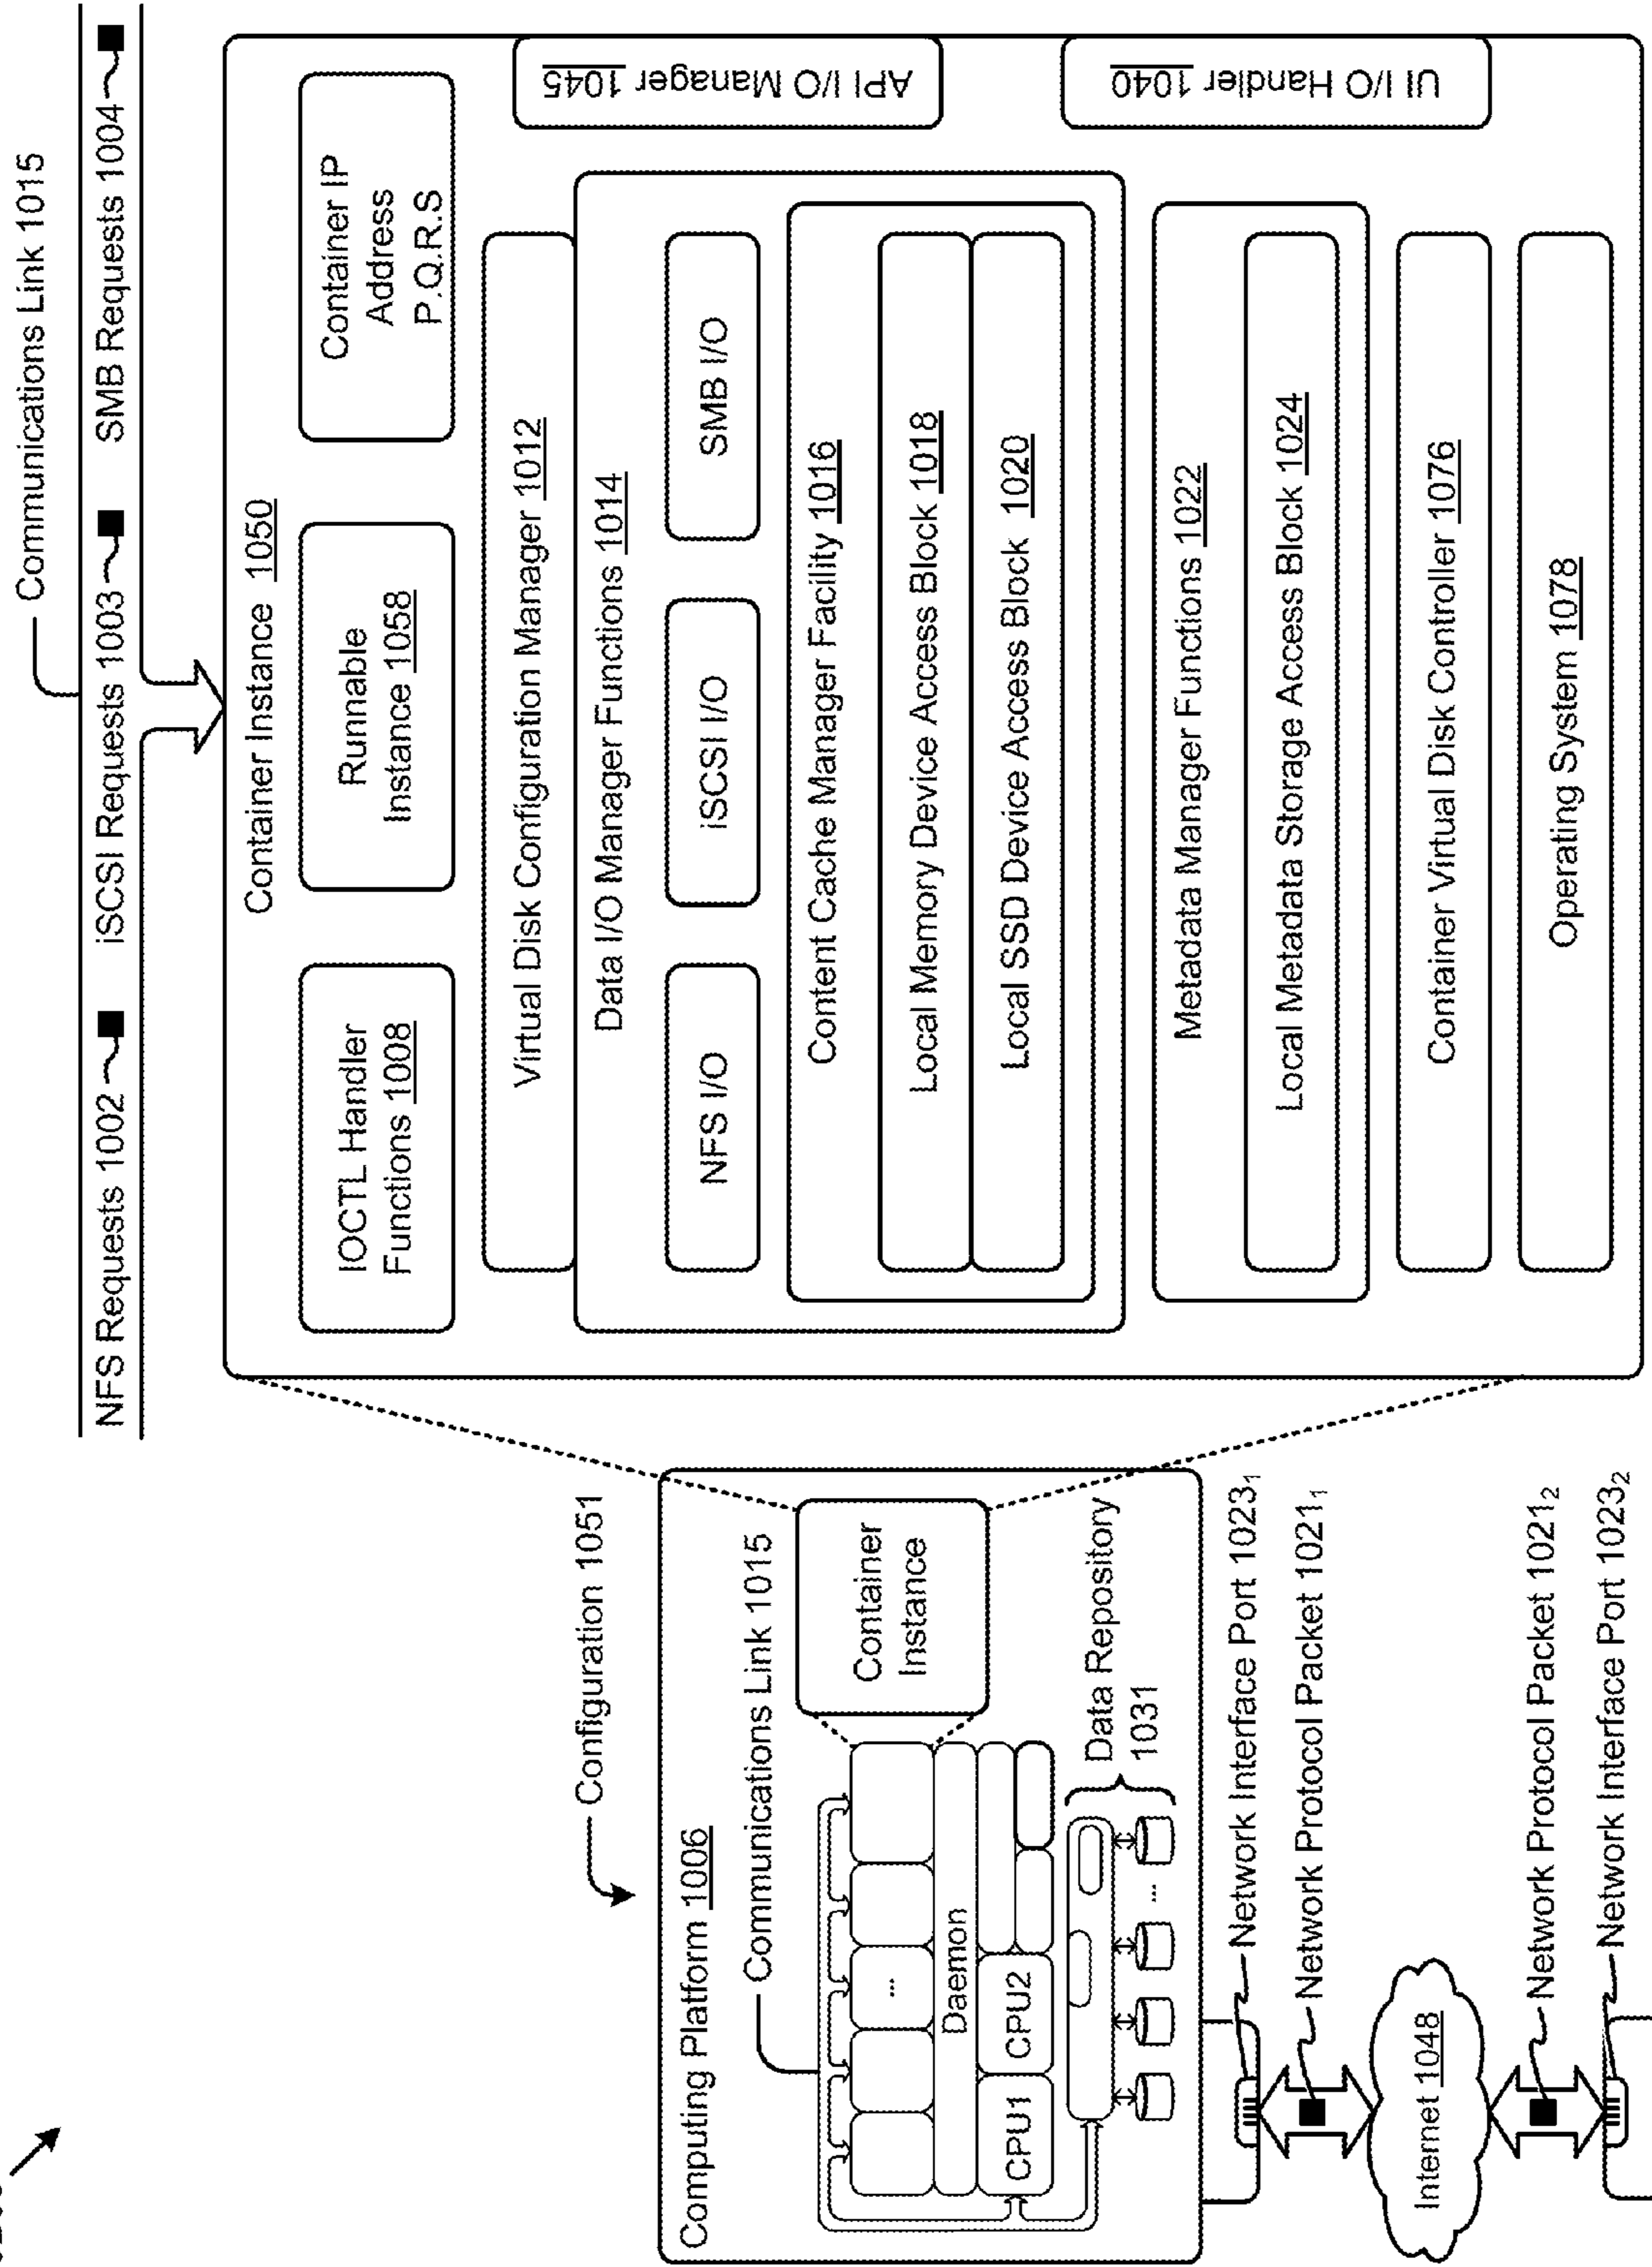 Communications Link 1015
NFS Requests 1002
iSCSI Requests 1003
SMB Requests 1004
Container Instance 1050
IOCTL Handler
Functions 1008
Runnable
Instance 1058
Container IP
Address
P.Q.R.S
Virtual Disk Configuration Manager 1012
Data I/O Manager Functions 1014
NFS I/O
iSCSI I/O
SMB I/O
Content Cache Manager Facility 1016
Local Memory Device Access Block 1018
Local SSD Device Access Block 1020
Metadata Manager Functions 1022
Local Metadata Storage Access Block 1024
Container Virtual Disk Controller 1076
Operating System 1078
API I/O Manager 1045
UI I/O Handler 1040
Configuration 1051
Computing Platform 1006
Communications Link 1015
Container
Instance
...
Daemon
CPU1
CPU2
Data Repository
1031
...
Network Interface Port 1023₁
Network Protocol Packet 1021₁
Internet 1048
Network Protocol Packet 1021₂
Network Interface Port 1023₂